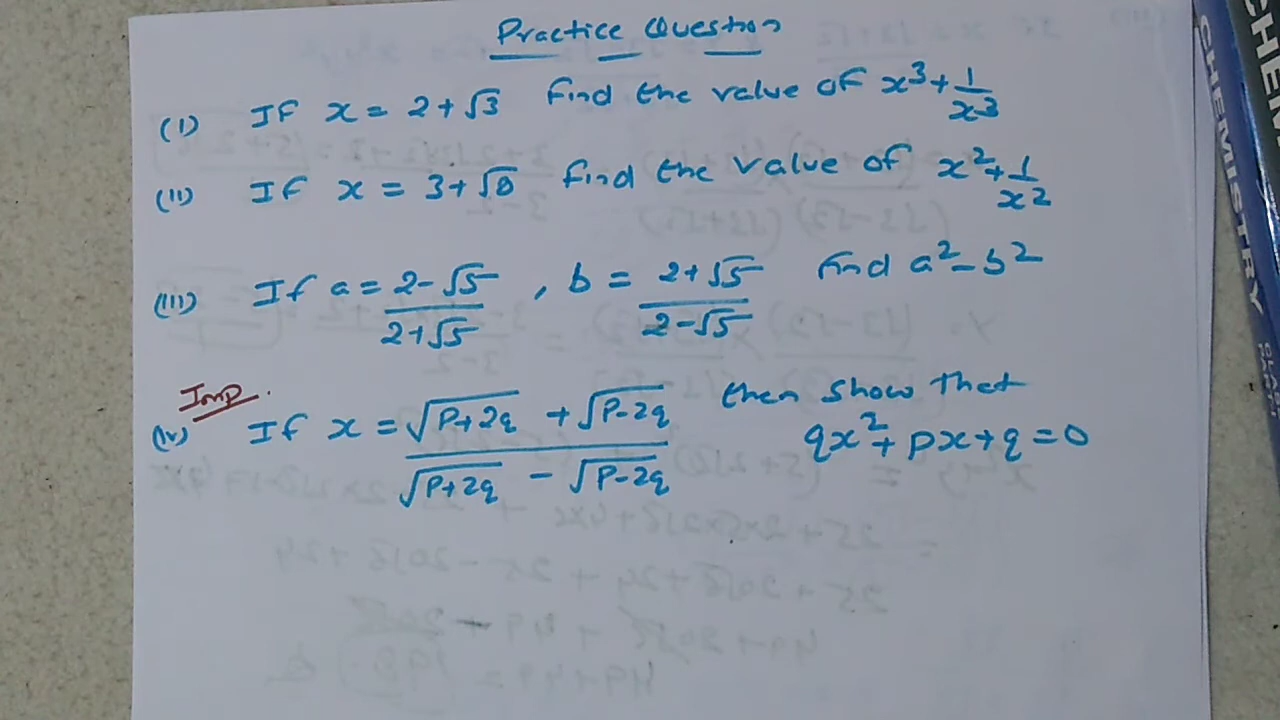 Practice Question
(I) If x = 2+√3 find the value of x³+1/x³
(II) If x = 3+√8 find the value of x²+1/x²
(III) If a = 2-√5/2+√5 , b = 2+√5/2-√5 find a²-b²
Imp.
(IV) If x = √P+2q + √P-2q/√P+2q - √P-2q then show that
qx²+px+q=0
CHEM
CHEMISTRY